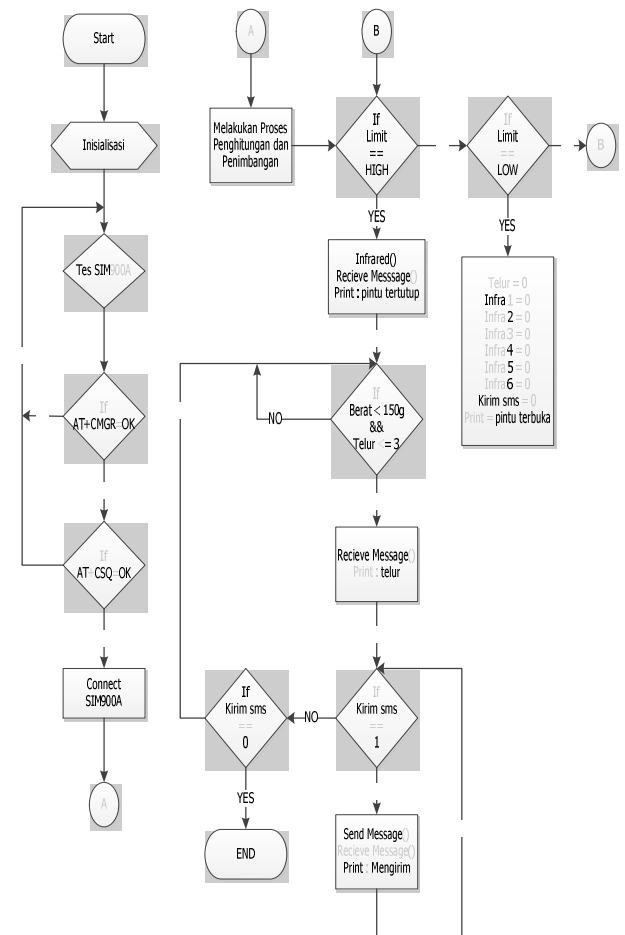 Start
Inisialisasi
Tes SIM900A
If
AT+CMGR=OK
If
AT+CSQ=OK
Connect
SIM900A
A
A
Melakukan Proses
Penghitungan dan
Penimbangan
B
If
Limit
==
HIGH
YES
Infrared()
Recieve Messsage()
Print : pintu tertutup
If
Limit
==
LOW
B
YES
Telur = 0
Infra 1 = 0
Infra 2 = 0
Infra 3 = 0
Infra 4 = 0
Infra 5 = 0
Infra 6 = 0
Kirim sms = 0
Print = pintu terbuka
If
Berat < 150g
&&
Telur <= 3
NO
Recieve Message()
Print : telur
If
Kirim sms
==
1
NO
If
Kirim sms
==
0
YES
END
Send Message()
Recieve Message()
Print : Mengirim